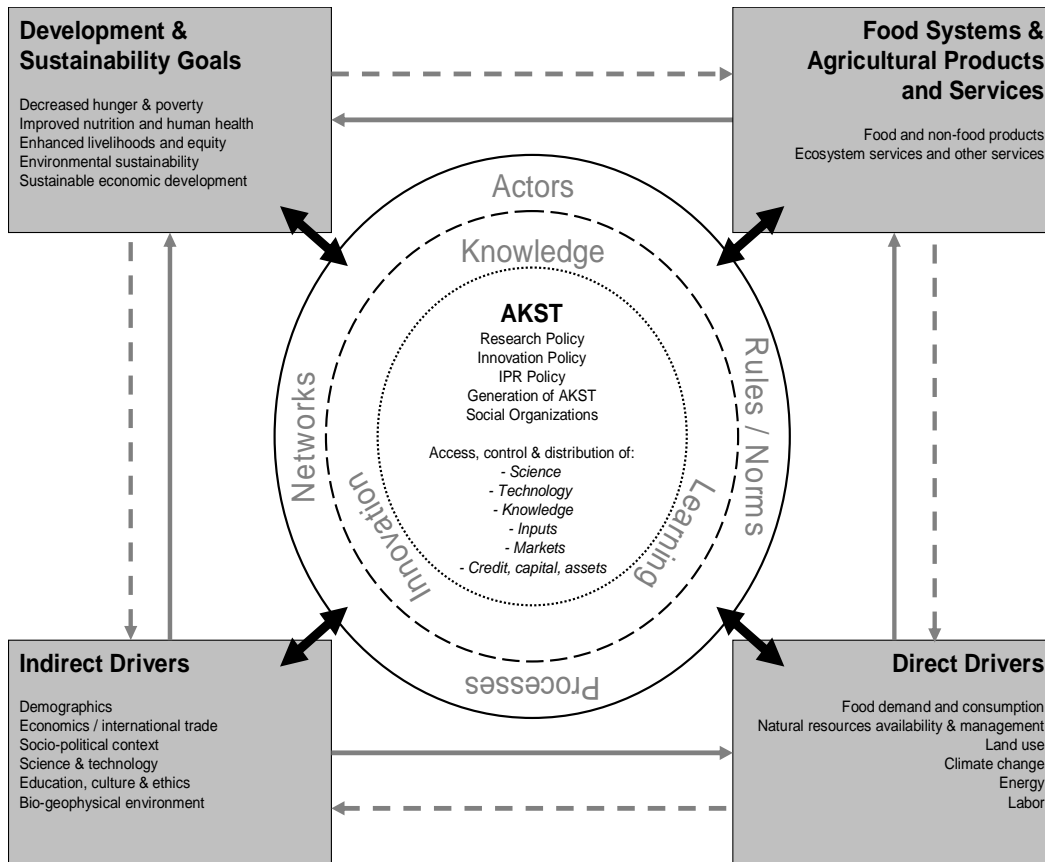 Development &
Sustainability Goals
Decreased hunger & poverty
Improved nutrition and human health
Enhanced livelihoods and equity
Environmental sustainability
Sustainable economic development
Food Systems &
Agricultural Products
and Services
Food and non-food products
Ecosystem services and other services
Actors
Knowledge
AKST
Research Policy
Innovation Policy
IPR Policy
Generation of AKST
Social Organizations
Access, control & distribution of:
- Science
- Technology
- Knowledge
- Inputs
- Markets
- Credit, capital, assets
Networks
Innovation
Learning
Rules / Norms
Processes
Indirect Drivers
Demographics
Economics / international trade
Socio-political context
Science & technology
Education, culture & ethics
Bio-geophysical environment
Direct Drivers
Food demand and consumption
Natural resources availability & management
Land use
Climate change
Energy
Labor